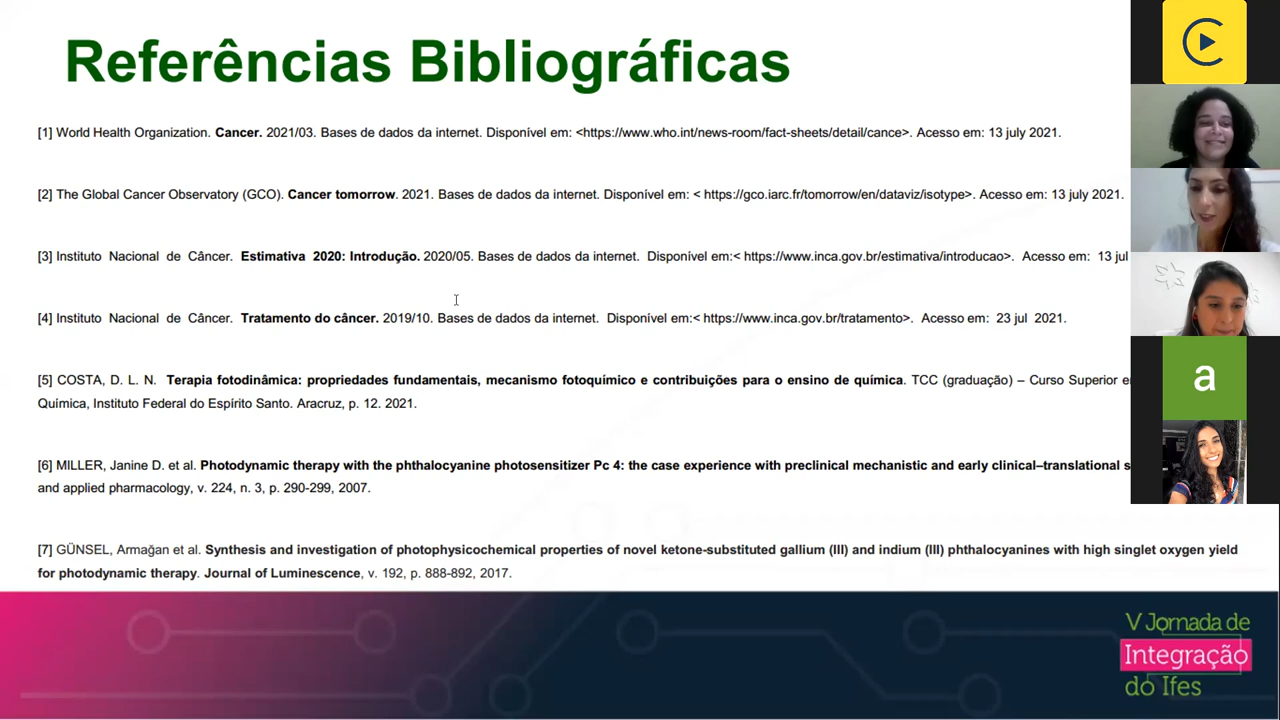 Referências Bibliográficas
[1] World Health Organization. Cancer. 2021/03. Bases de dados da internet. Disponível em: <https://www.who.int/news-room/fact-sheets/detail/cance>. Acesso em: 13 july 2021.
[2] The Global Cancer Observatory (GCO). Cancer tomorrow. 2021. Bases de dados da internet. Disponível em: < https://gco.iarc.fr/tomorrow/en/dataviz/isotype>. Acesso em: 13 july 2021.
[3] Instituto Nacional de Câncer. Estimativa 2020: Introdução. 2020/05. Bases de dados da internet. Disponível em:< https://www.inca.gov.br/estimativa/introducao>. Acesso em: 13 jul
[4] Instituto Nacional de Câncer. Tratamento do câncer. 2019/10. Bases de dados da internet. Disponível em:< https://www.inca.gov.br/tratamento>. Acesso em: 23 jul 2021.
[5] COSTA, D. L. N. Terapia fotodinâmica: propriedades fundamentais, mecanismo fotoquímico e contribuições para o ensino de química. TCC (graduação) – Curso Superior
Química, Instituto Federal do Espírito Santo. Aracruz, p. 12. 2021.
[6] MILLER, Janine D. et al. Photodynamic therapy with the phthalocyanine photosensitizer Pc 4: the case experience with preclinical mechanistic and early clinical–translational
and applied pharmacology, v. 224, n. 3, p. 290-299, 2007.
[7] GÜNSEL, Armağan et al. Synthesis and investigation of photophysicochemical properties of novel ketone-substituted gallium (III) and indium (III) phthalocyanines with high singlet oxygen yield
for photodynamic therapy. Journal of Luminescence, v. 192, p. 888-892, 2017.
a
V Jornada de
Integração
do Ifes